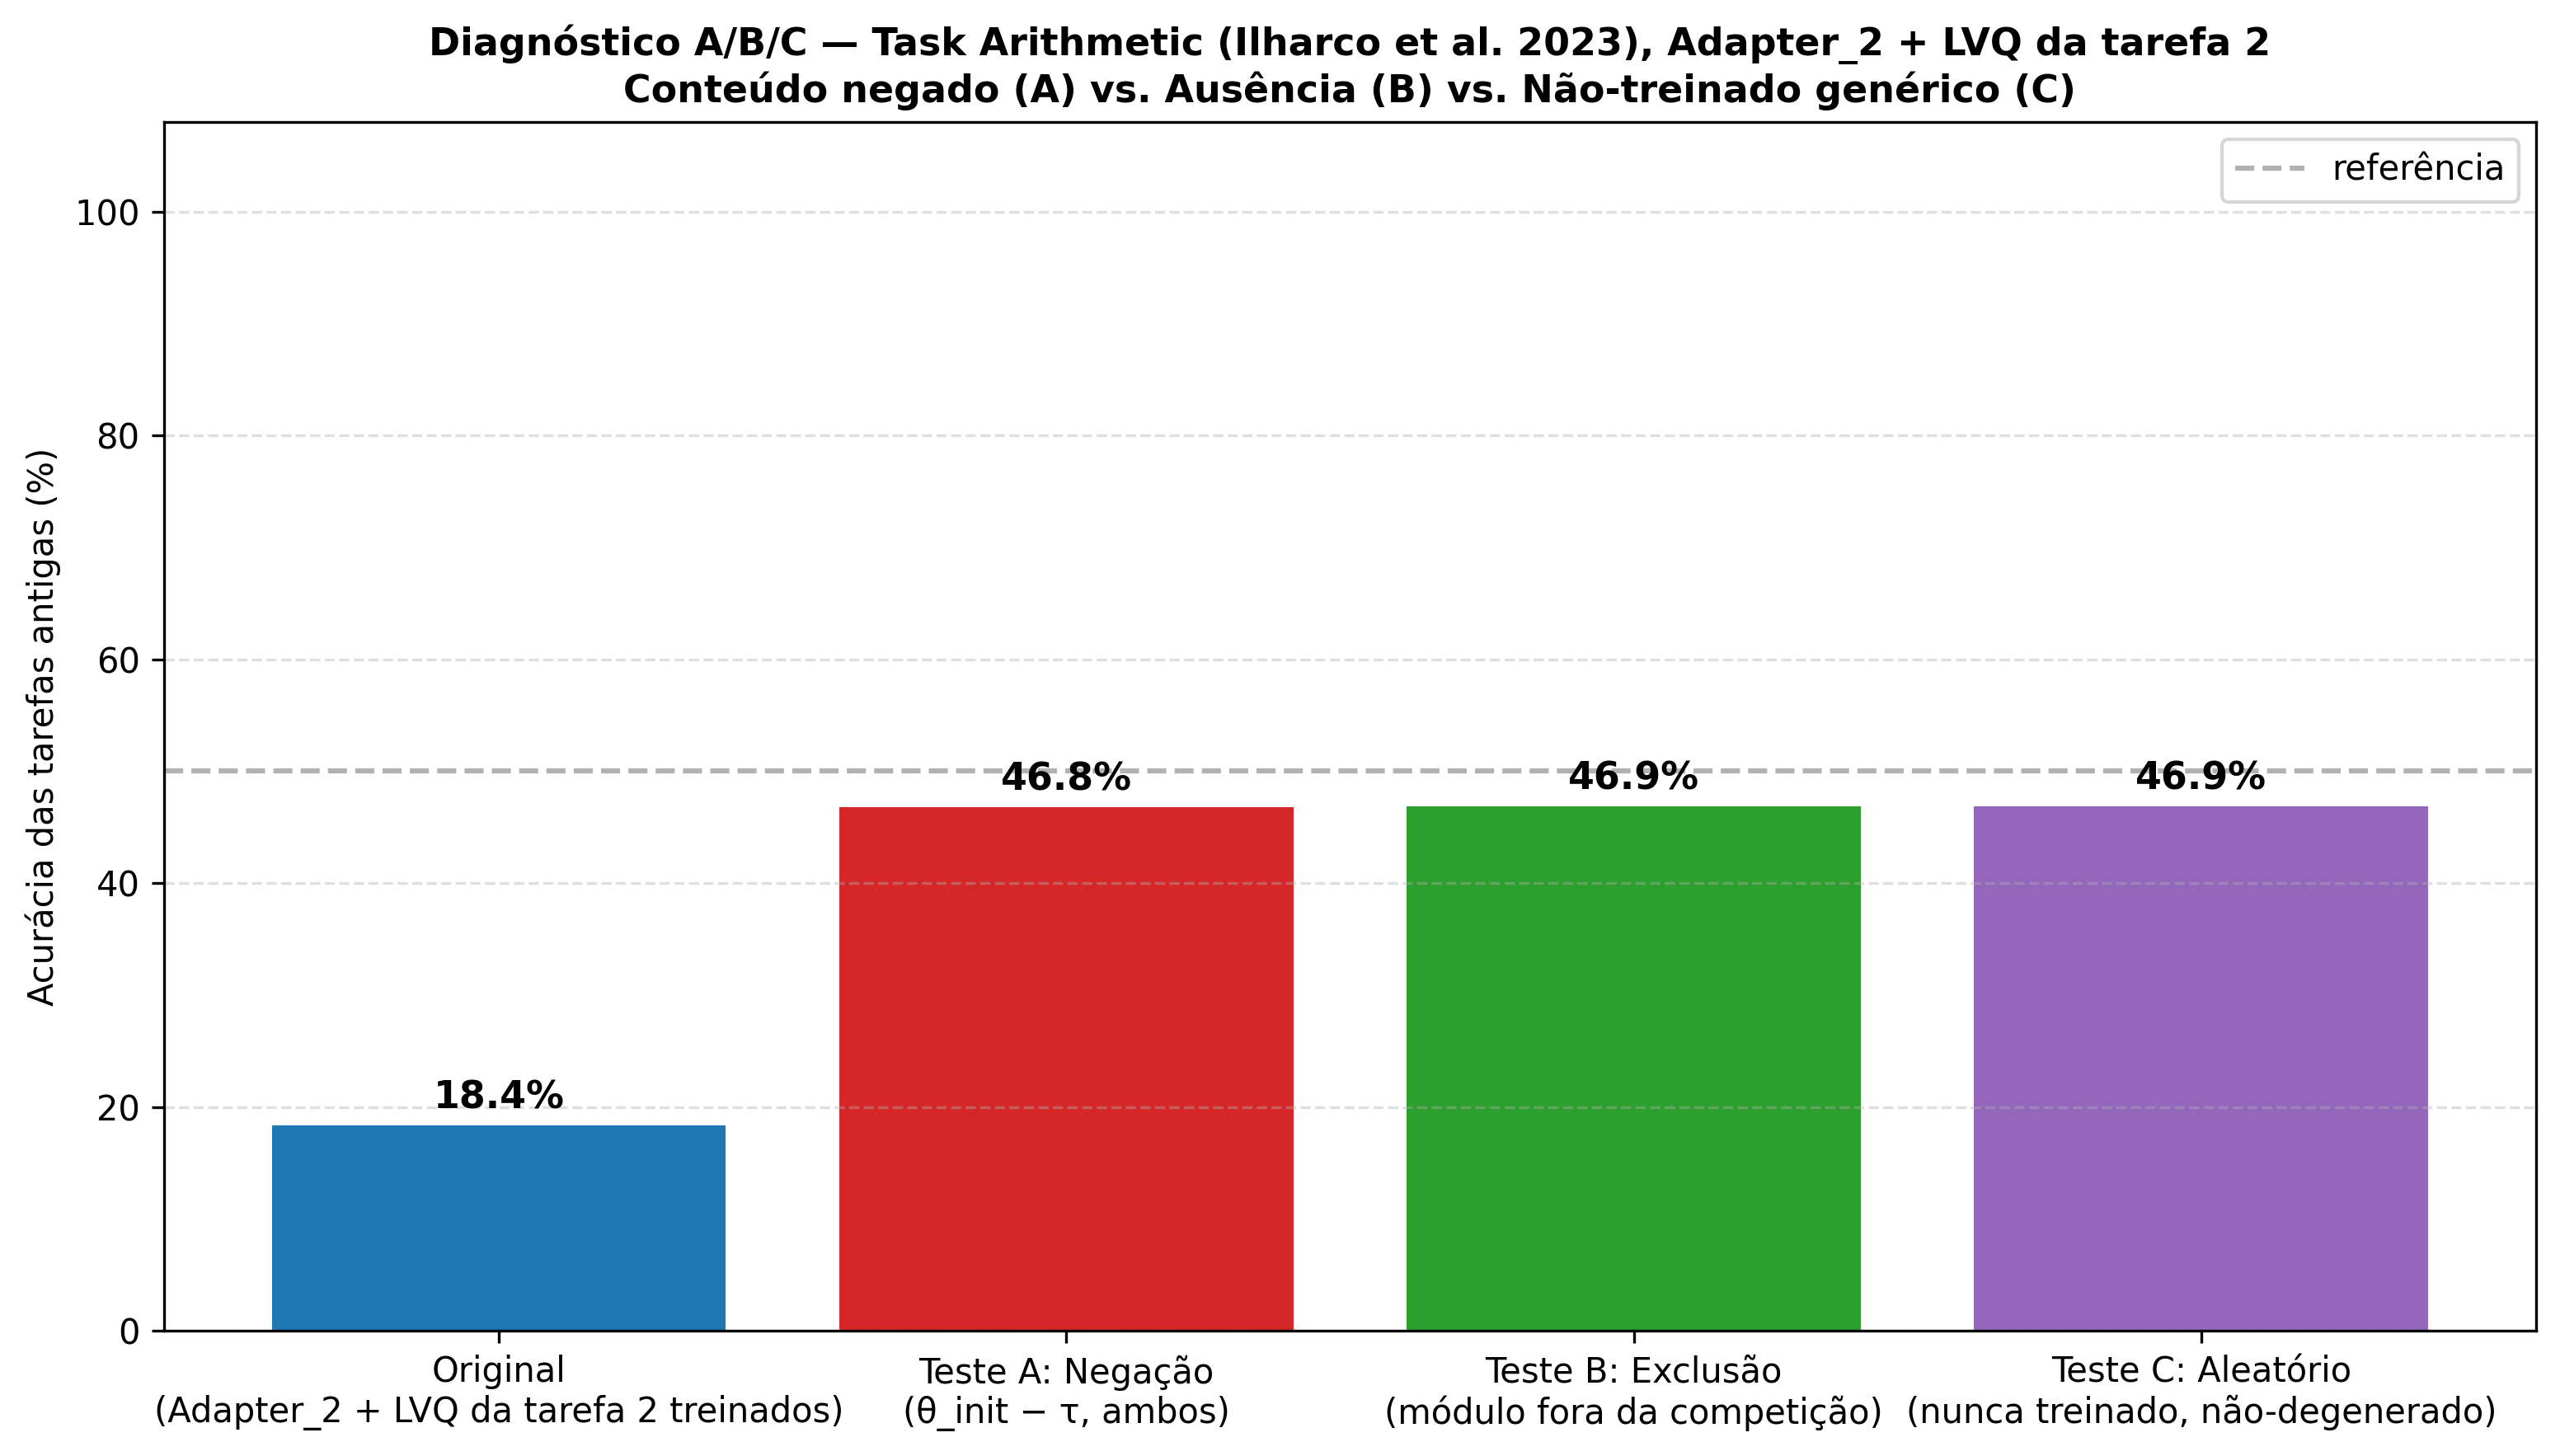 Diagnóstico A/B/C — Task Arithmetic (Ilharco et al. 2023), Adapter_2 + LVQ da tarefa 2
Conteúdo negado (A) vs. Ausência (B) vs. Não-treinado genérico (C)
referência
Acurácia das tarefas antigas (%)
100
80
60
40
20
0
18.4%
46.8%
46.9%
46.9%
Original
(Adapter_2 + LVQ da tarefa 2 treinados)
Teste A: Negação
(θ_init − τ, ambos)
Teste B: Exclusão
(módulo fora da competição)
Teste C: Aleatório
(nunca treinado, não-degenerado)